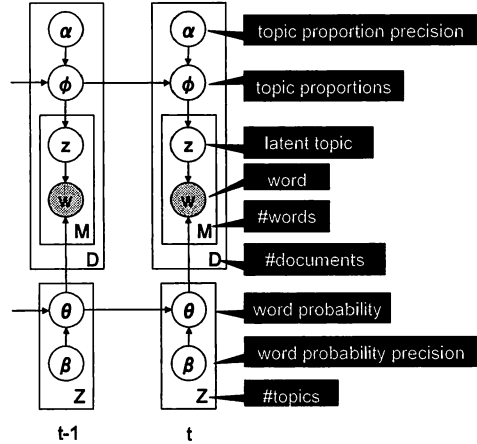 α α topic proportion precision
ϕ ϕ topic proportions
z z latent topic
w w word
M M #words
D D #documents
θ θ word probability
β β word probability precision
Z Z #topics
t-1 t